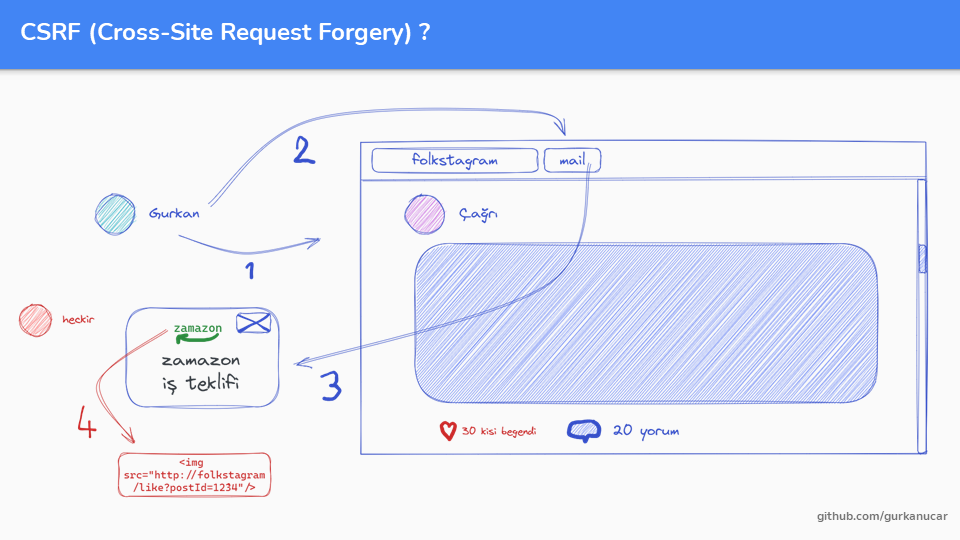 CSRF (Cross-Site Request Forgery) ?
2
folkstagram
mail
Gurkan
Çağrı
1
heckir
zamazon
zamazon
iş teklifi
3
4
30 kisi begendi
20 yorum
<img
src="http://folkstagram
/like?postId=1234"/>
github.com/gurkanucar